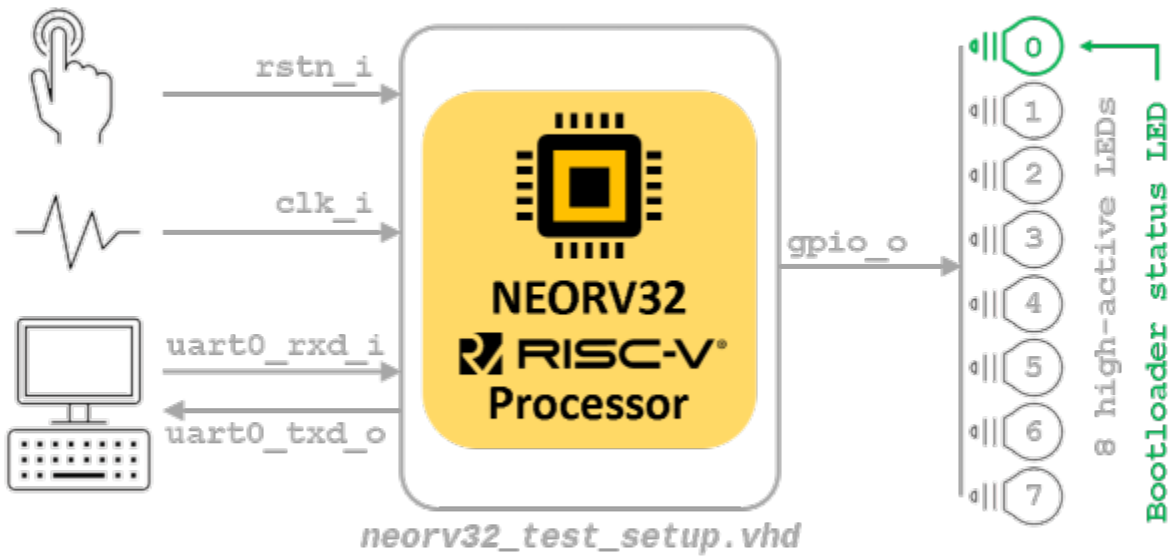 rstn_i
clk_i
uart0_rxd_i
uart0_txd_o
NEORV32
RISC-V®
Processor
neorv32_test_setup.vhd
gpio_o
0
1
2
3
4
5
6
7
8 high-active LEDs
Bootloader status LED